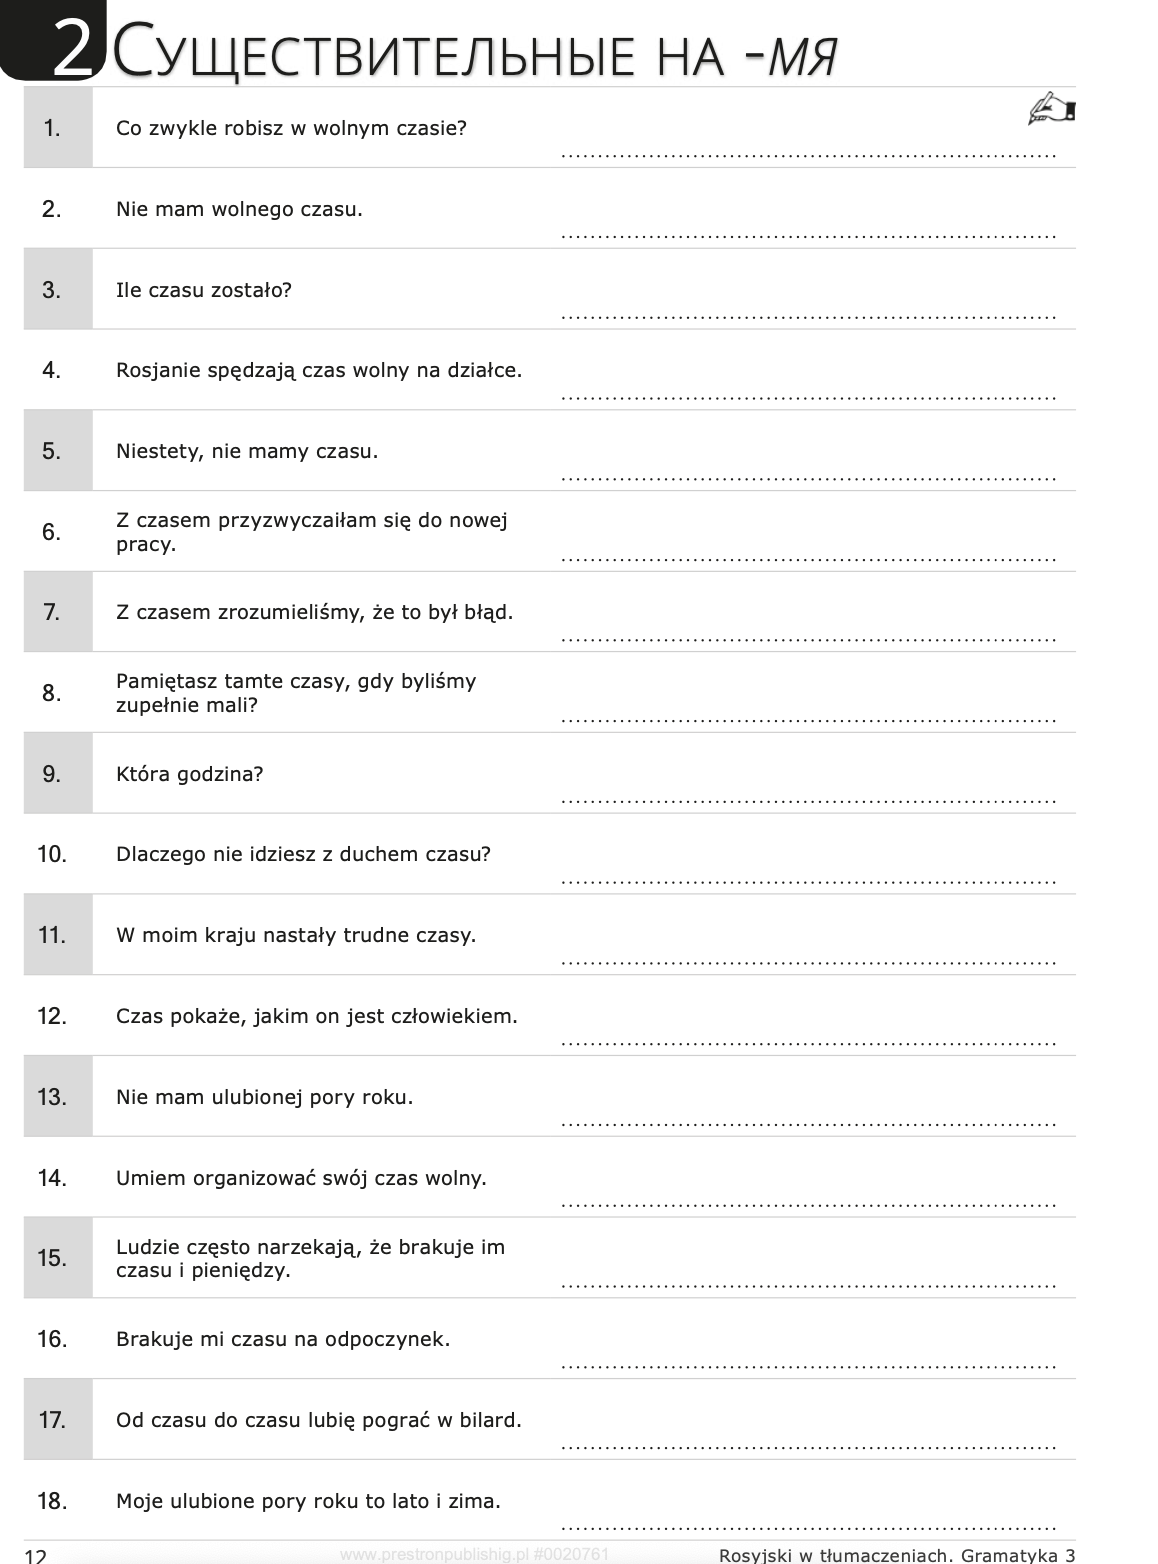 2 Существительные на -мя
1. Co zwykle robisz w wolnym czasie?
2. Nie mam wolnego czasu.
3. Ile czasu zostało?
4. Rosjanie spędzają czas wolny na działce.
5. Niestety, nie mamy czasu.
6. Z czasem przyzwyczaiłam się do nowej
pracy.
7. Z czasem zrozumieliśmy, że to był błąd.
8. Pamiętasz tamte czasy, gdy byliśmy
zupełnie mali?
9. Która godzina?
10. Dlaczego nie idziesz z duchem czasu?
11. W moim kraju nastały trudne czasy.
12. Czas pokaże, jakim on jest człowiekiem.
13. Nie mam ulubionej pory roku.
14. Umiem organizować swój czas wolny.
15. Ludzie często narzekają, że brakuje im
czasu i pieniędzy.
16. Brakuje mi czasu na odpoczynek.
17. Od czasu do czasu lubię pograć w bilard.
18. Moje ulubione pory roku to lato i zima.
12 www.prestronpublishig.pl #0020761 Rosyjski w tłumaczeniach. Gramatyka 3